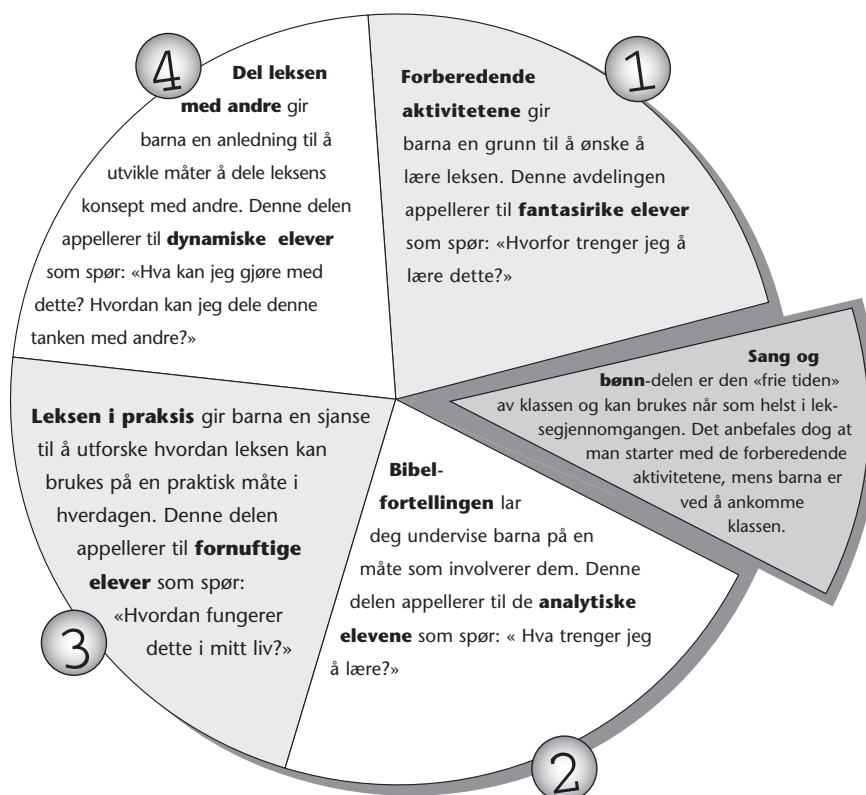 1
Forberedende
aktivitetene gir
barna en grunn til å ønske å
lære leksen. Denne avdelingen
appellerer til fantasirike elever
som spør: «Hvorfor trenger jeg å
lære dette?»
Sang og
bønn-delen er den «frie tiden»
av klassen og kan brukes når som helst i lek-
segjennomgangen. Det anbefales dog at
man starter med de forberedende
aktivitetene, mens barna er
ved å ankomme
klassen.
2
Bibel-
fortellingen lar
deg undervise barna på en
måte som involverer dem. Denne
delen appellerer til de analytiske
elevene som spør: « Hva trenger jeg
å lære?»
3
Leksen i praksis gir barna en sjanse
til å utforske hvordan leksen kan
brukes på en praktisk måte i
hverdagen. Denne delen
appellerer til fornuftige
elever som spør:
«Hvordan fungerer
dette i mitt liv?»
4
Del leksen
med andre gir
barna en anledning til å
utvikle måter å dele leksens
konsept med andre. Denne delen
appellerer til dynamiske elever
som spør: «Hva kan jeg gjøre med
dette? Hvordan kan jeg dele denne
tanken med andre?»